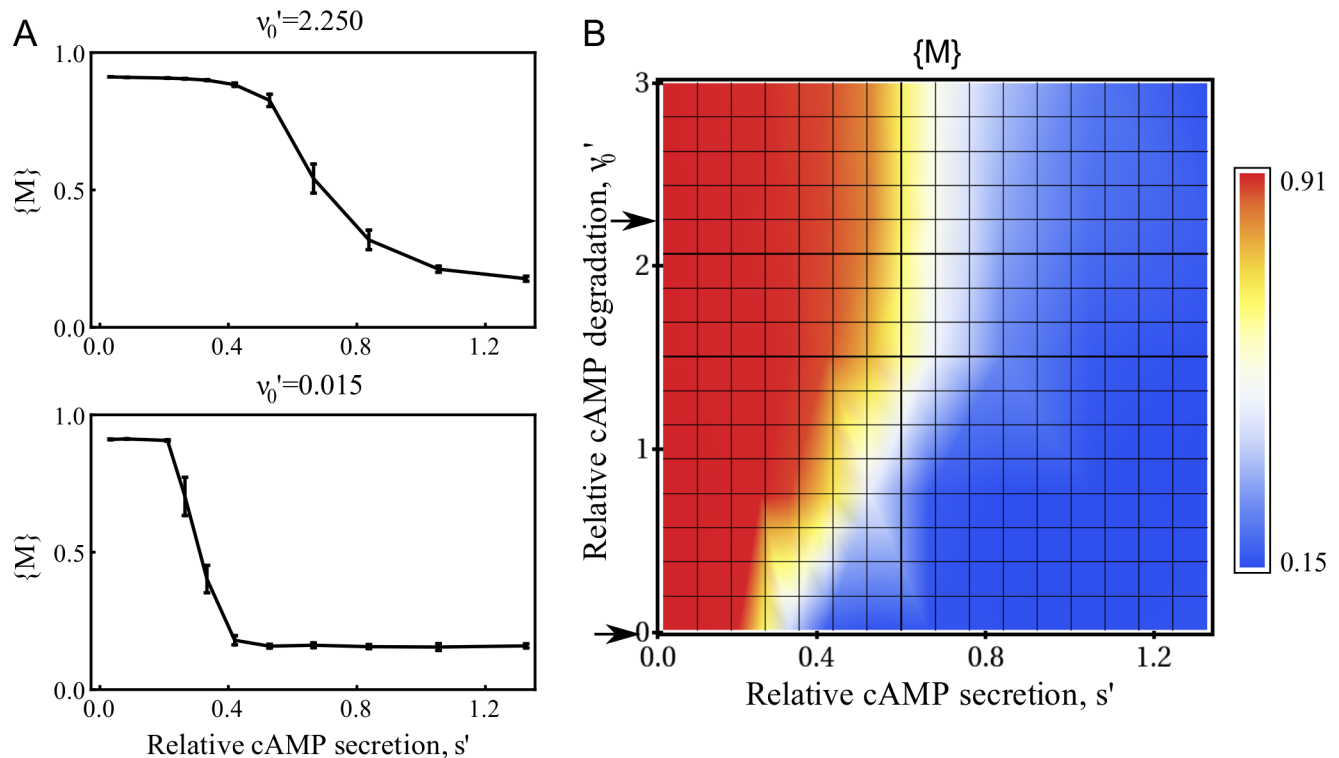 A
ν0'=2.250
1.0
0.5
0.0
{M}
0.0 0.4 0.8 1.2
ν0'=0.015
1.0
0.5
0.0
{M}
0.0 0.4 0.8 1.2
Relative cAMP secretion, s'
B
{M}
3
2
1
0
Relative cAMP degradation, ν0'
0.0 0.4 0.8 1.2
Relative cAMP secretion, s'
0.91
0.15